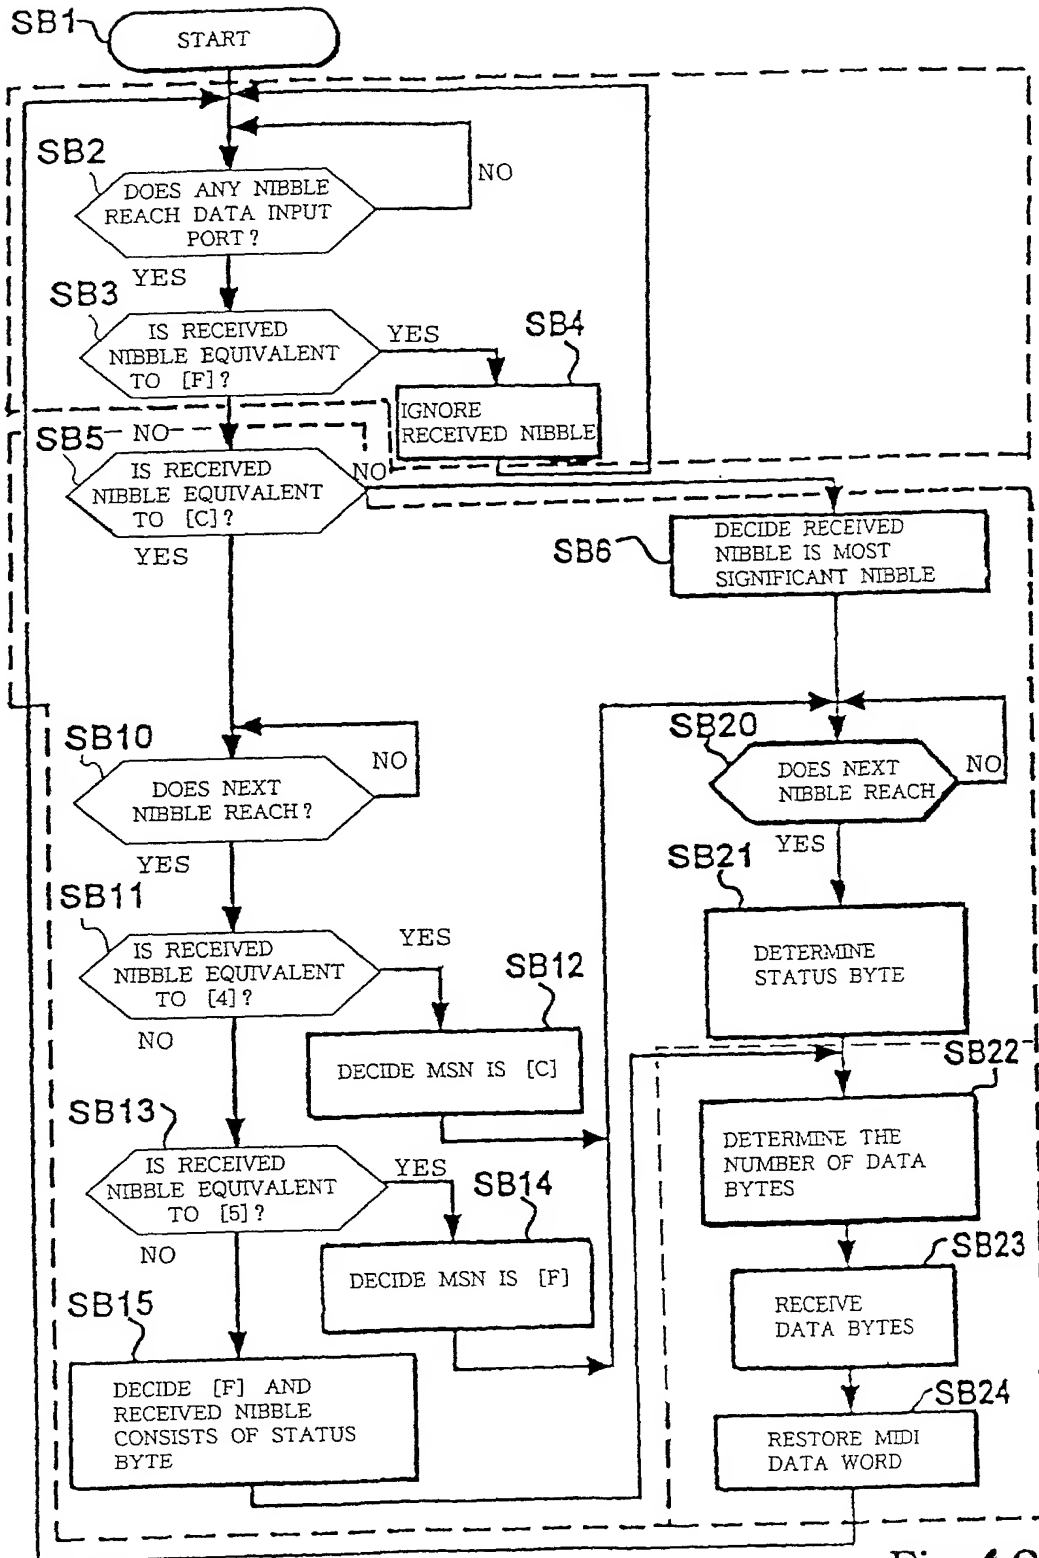 SB1
START
SB2
NO
DOES ANY NIBBLE
REACH DATA INPUT
PORT?
YES
SB3
IS RECEIVED
NIBBLE EQUIVALENT
TO [F]?
YES
SB4
IGNORE
RECEIVED NIBBLE
SB5
NO
IS RECEIVED
NIBBLE EQUIVALENT
TO [C]?
NO
YES
SB6
DECIDE RECEIVED
NIBBLE IS MOST
SIGNIFICANT NIBBLE
SB10
NO
DOES NEXT
NIBBLE REACH?
YES
SB20
NO
DOES NEXT
NIBBLE REACH
YES
SB11
IS RECEIVED
NIBBLE EQUIVALENT
TO [4]?
YES
NO
SB12
DECIDE MSN IS [C]
SB21
DETERMINE
STATUS BYTE
SB13
IS RECEIVED
NIBBLE EQUIVALENT
TO [5]?
YES
NO
SB14
DECIDE MSN IS [F]
SB22
DETERMINE THE
NUMBER OF DATA
BYTES
SB15
DECIDE [F] AND
RECEIVED NIBBLE
CONSISTS OF STATUS
BYTE
SB23
RECEIVE
DATA BYTES
SB24
RESTORE MIDI
DATA WORD